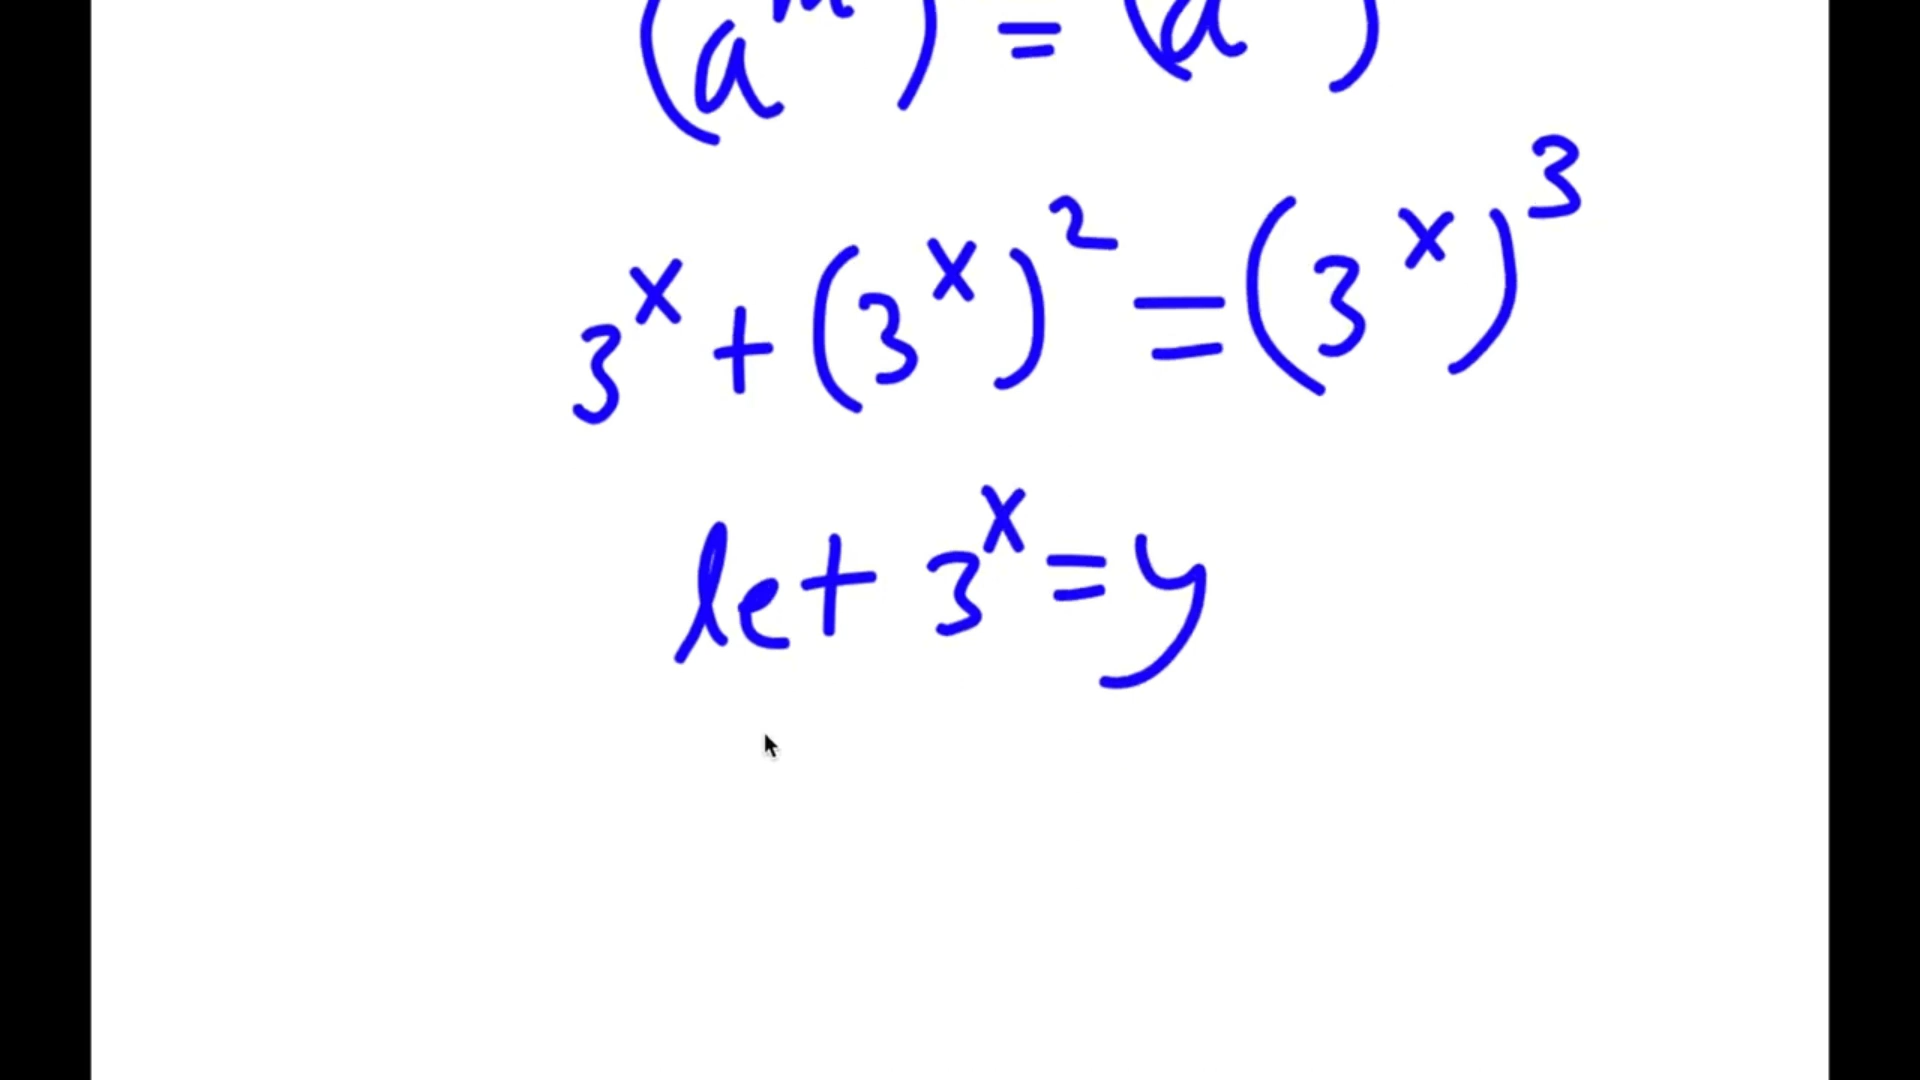 (a^m) = (a )
3^x + (3^x)^2 = (3^x)^3
let 3^x = y